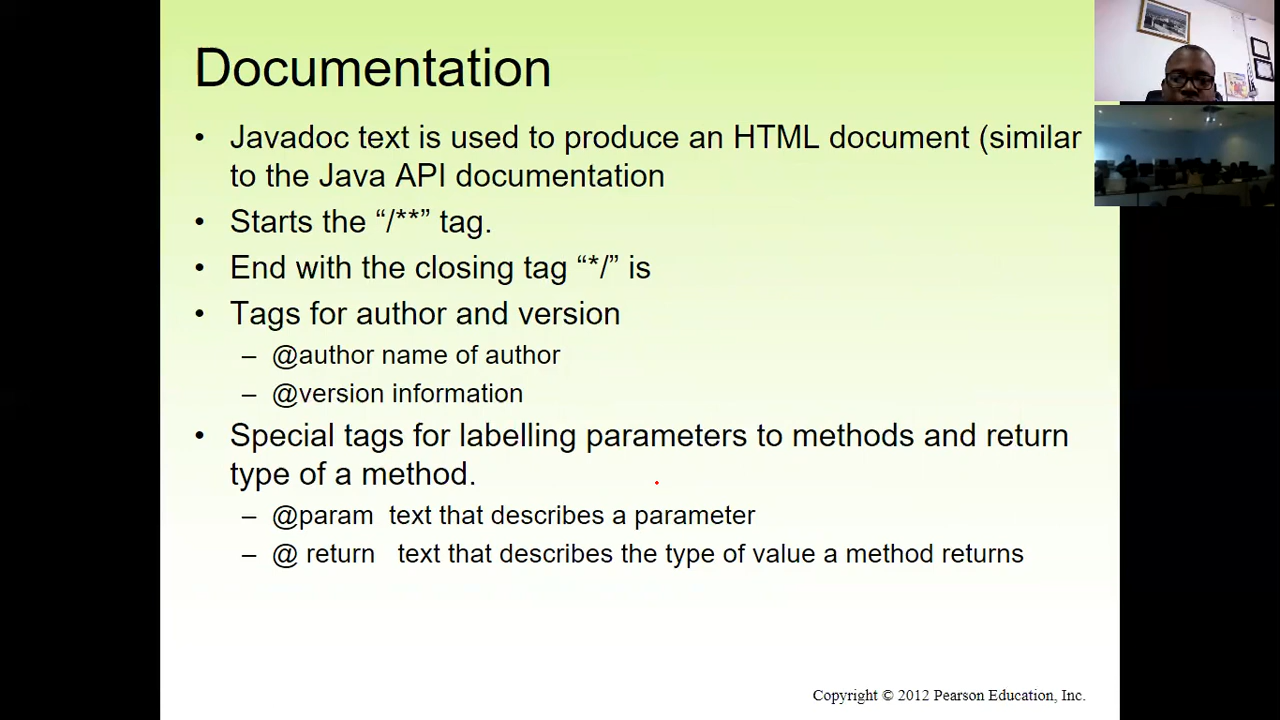 Documentation
• Javadoc text is used to produce an HTML document (similar
to the Java API documentation
• Starts the “/**” tag.
• End with the closing tag “*/” is
• Tags for author and version
– @author name of author
– @version information
• Special tags for labelling parameters to methods and return
type of a method.
– @param  text that describes a parameter
– @ return   text that describes the type of value a method returns
Copyright © 2012 Pearson Education, Inc.